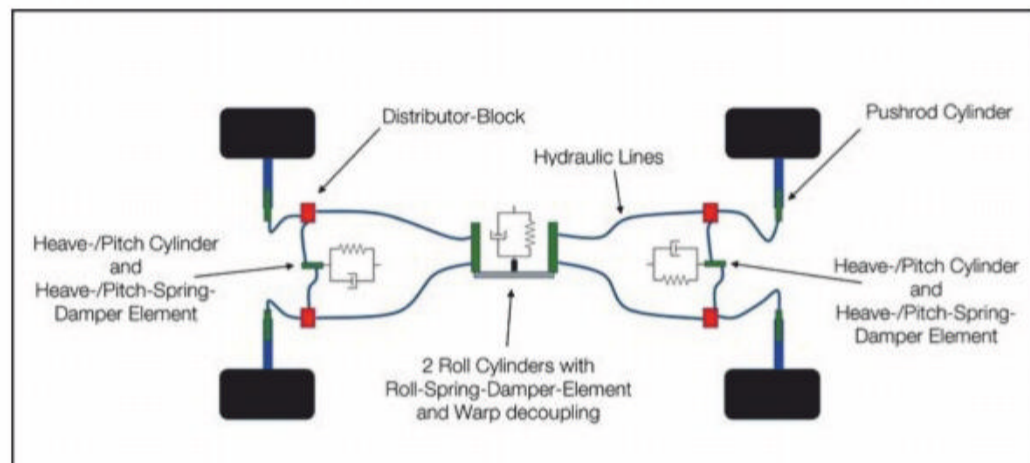 Distributor-Block
Pushrod Cylinder
Hydraulic Lines
Heave-/Pitch Cylinder
and
Heave-/Pitch-Spring-
Damper Element
Heave-/Pitch Cylinder
and
Heave-/Pitch-Spring-
Damper Element
2 Roll Cylinders with
Roll-Spring-Damper-Element
and Warp decoupling